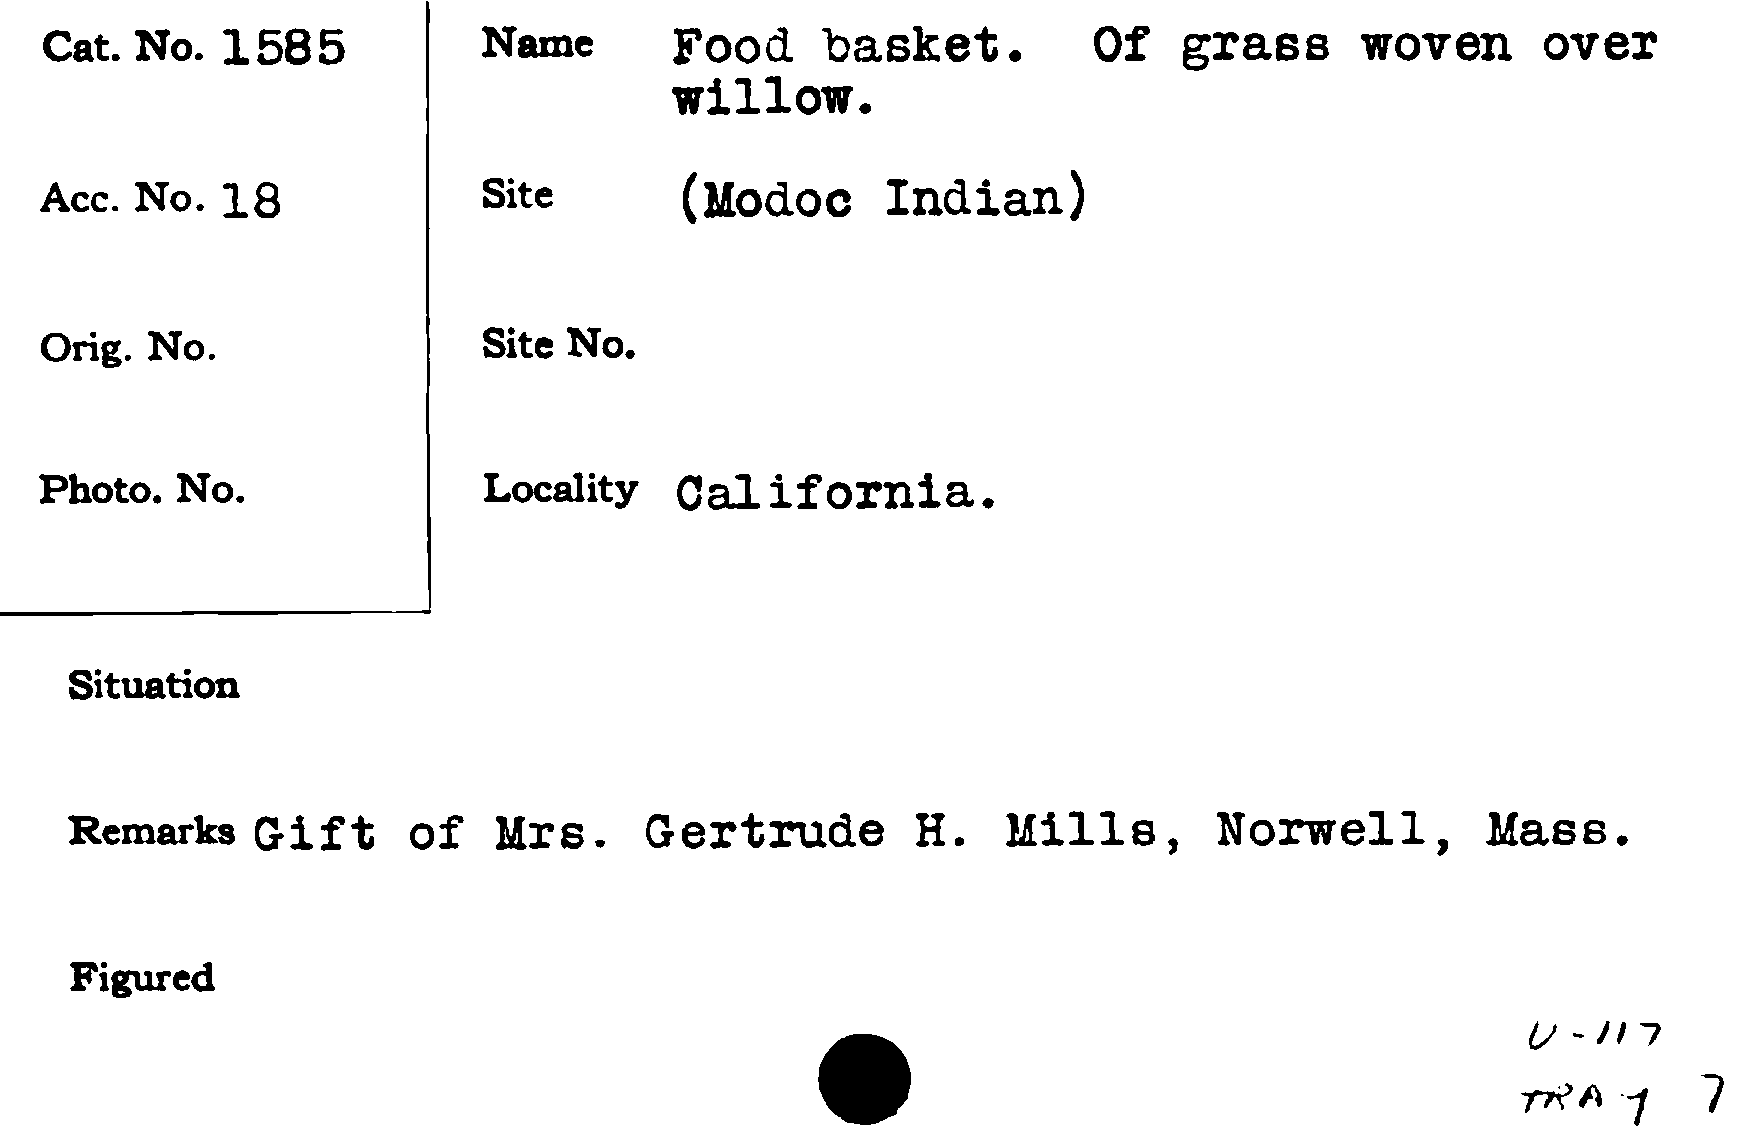 Cat. No. 1585
Name Food basket. Of grass woven over
willow.
Acc. No. 18
Site (Modoc Indian)
Orig. No.
Site No.
Photo. No.
Locality California.
Situation
Remarks Gift of Mrs. Gertrude H. Mills, Norwell, Mass.
Figured
U-117
TRAY 7